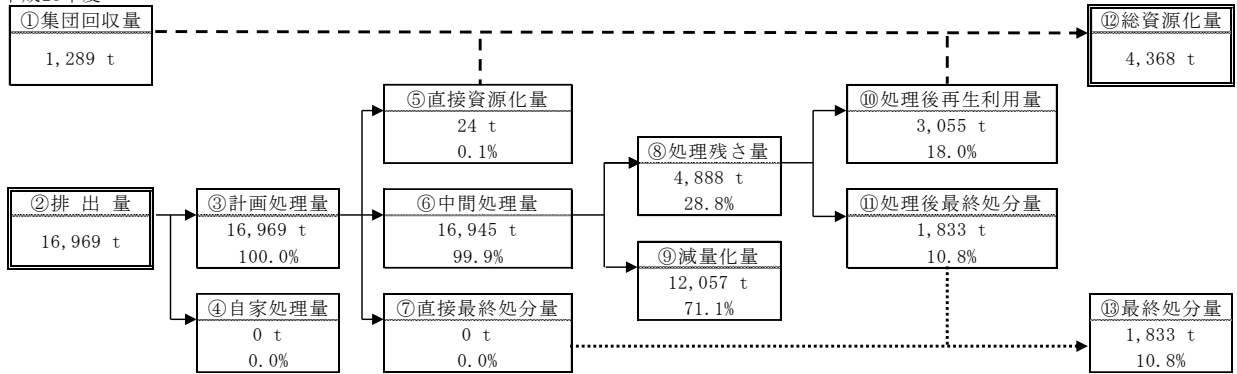 ①集団回収量
1,289 t
⑫総資源化量
4,368 t
⑤直接資源化量
24 t
0.1%
⑩処理後再生利用量
3,055 t
18.0%
⑧処理残さ量
4,888 t
28.8%
②排 出 量
16,969 t
③計画処理量
16,969 t
100.0%
⑥中間処理量
16,945 t
99.9%
⑪処理後最終処分量
1,833 t
10.8%
⑨減量化量
12,057 t
71.1%
④自家処理量
0 t
0.0%
⑦直接最終処分量
0 t
0.0%
⑬最終処分量
1,833 t
10.8%